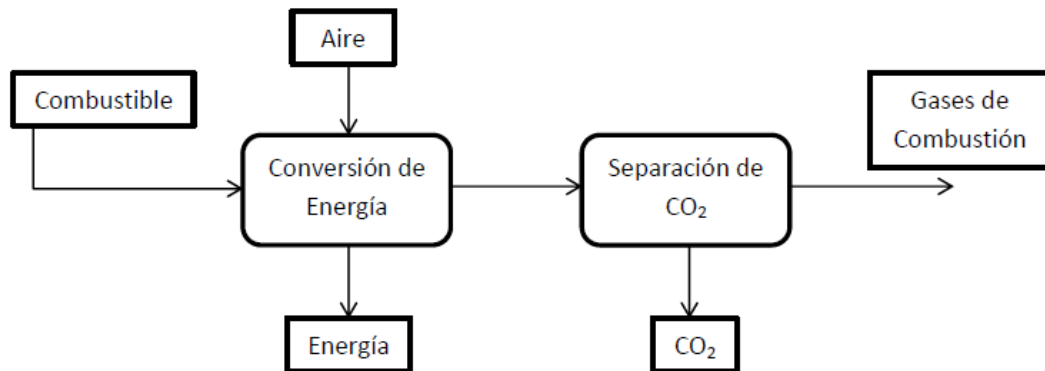 Aire
Combustible
Gases de
Combustión
Conversión de
Energía
Separación de
CO₂
Energía
CO₂